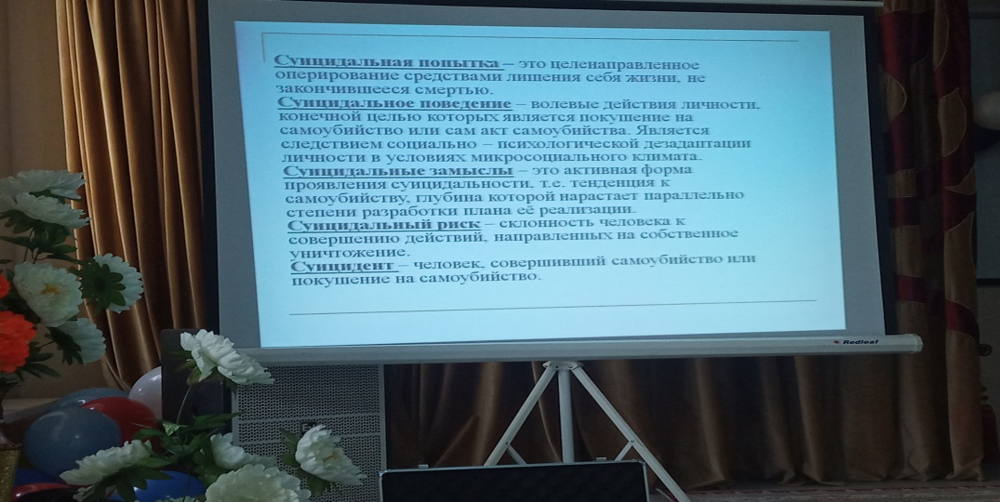 Суицидальная попытка – это целенаправленное
оперирование средствами лишения себя жизни, не
закончившееся смертью.
Суицидальное поведение – волевые действия личности,
конечной целью которых является покушение на
самоубийство или сам акт самоубийства. Является
следствием социально – психологической дезадаптации
личности в условиях микросоциального климата.
Суицидальные замыслы – это активная форма
проявления суицидальности, т.е. тенденция к
самоубийству, глубина которой нарастает параллельно
степени разработки плана её реализации.
Суицидальный риск – склонность человека к
совершению действий, направленных на собственное
уничтожение.
Суицидент – человек, совершивший самоубийство или
покушение на самоубийство.
Redleaf